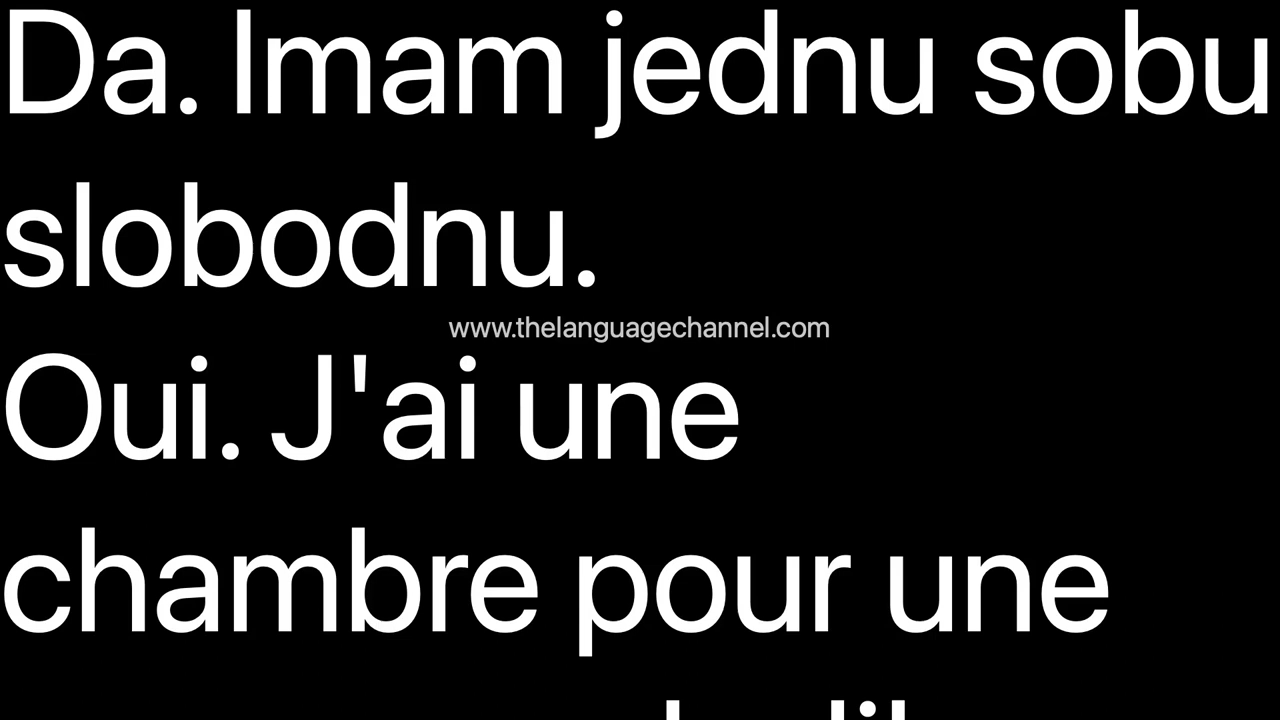 Da. Imam jednu sobu
slobodnu.
www.thelanguagechannel.com
Oui. J'ai une
chambre pour une